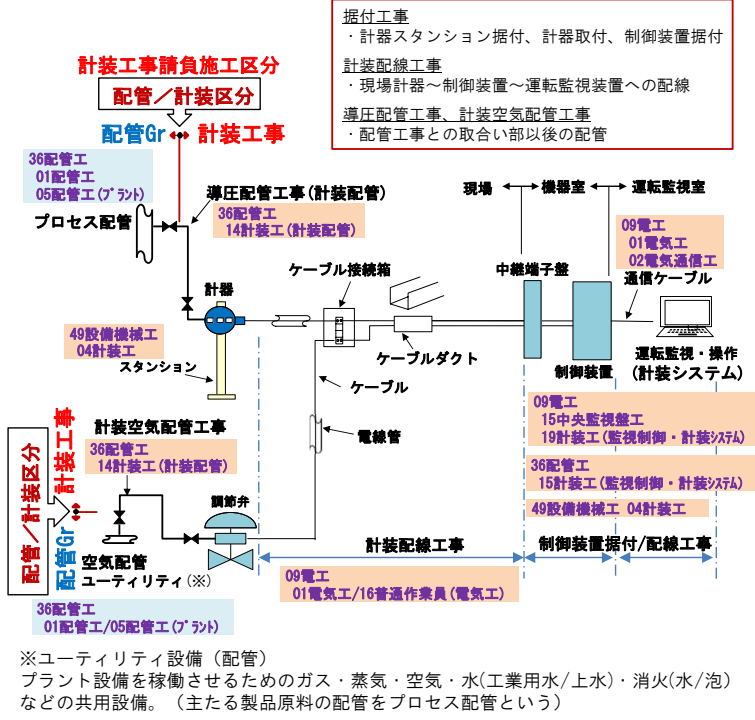 据付工事
・計器スタンション据付、計器取付、制御装置据付
計装配線工事
・現場計器～制御装置～運転監視装置への配線
導圧配管工事、計装空気配管工事
・配管工事との取合い部以後の配管
計装工事請負施工区分
配管／計装区分
配管Gr
計装工事
36配管工
01配管工
05配管工(ﾌﾟﾗﾝﾄ)
プロセス配管
導圧配管工事(計装配管)
36配管工
14計装工(計装配管)
現場
機器室
運転監視室
09電工
01電気工
02電気通信工
通信ケーブル
ケーブル接続箱
中継端子盤
計器
49設備機械工
04計装工
スタンション
ケーブルダクト
制御装置
運転監視・操作
(計装システム)
ケーブル
電線管
09電工
15中央監視盤工
19計装工(監視制御・計装ｼｽﾃﾑ)
36配管工
15計装工(監視制御・計装ｼｽﾃﾑ)
49設備機械工 04計装工
配管／計装区分
計装工事
配管Gr
計装空気配管工事
36配管工
14計装工(計装配管)
調節弁
空気配管
ユーティリティ(※)
36配管工
01配管工/05配管工(ﾌﾟﾗﾝﾄ)
計装配線工事
制御装置据付/配線工事
09電工
01電気工/16普通作業員(電気工)
※ユーティリティ設備（配管）
プラント設備を稼働させるためのガス・蒸気・空気・水(工業用水/上水)・消火(水/泡)
などの共用設備。（主たる製品原料の配管をプロセス配管という）